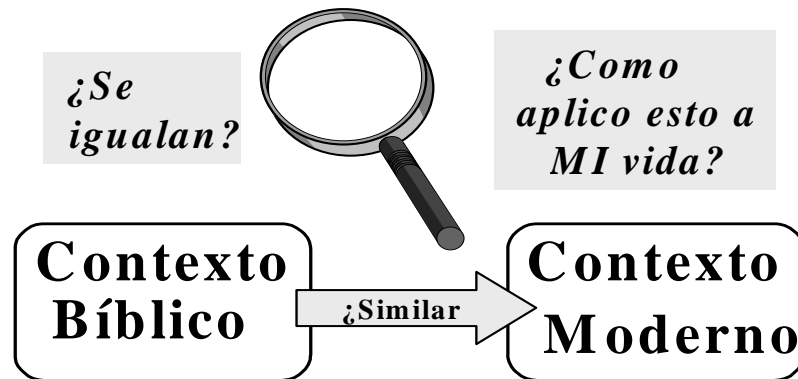 ¿Se
igualan?
¿Como
aplico esto a
MI vida?
Contexto
Bíblico
¿Similar
Contexto
Moderno